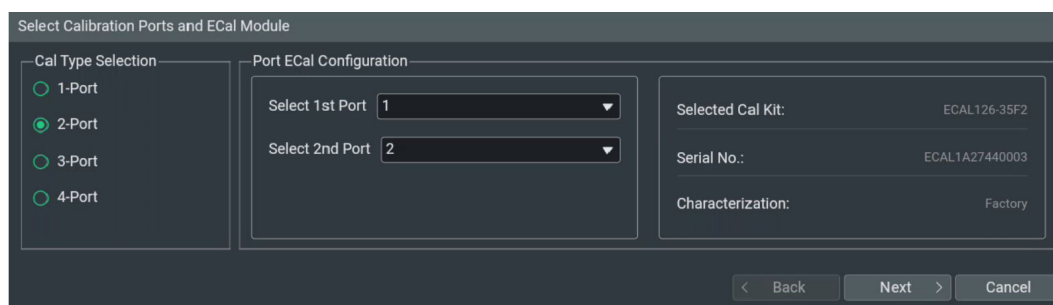 Select Calibration Ports and ECal Module
Cal Type Selection
1-Port
2-Port
3-Port
4-Port
Port ECal Configuration
Select 1st Port 1
Select 2nd Port 2
Selected Cal Kit: ECAL126-35F2
Serial No.: ECAL1A27440003
Characterization: Factory
< Back Next > Cancel